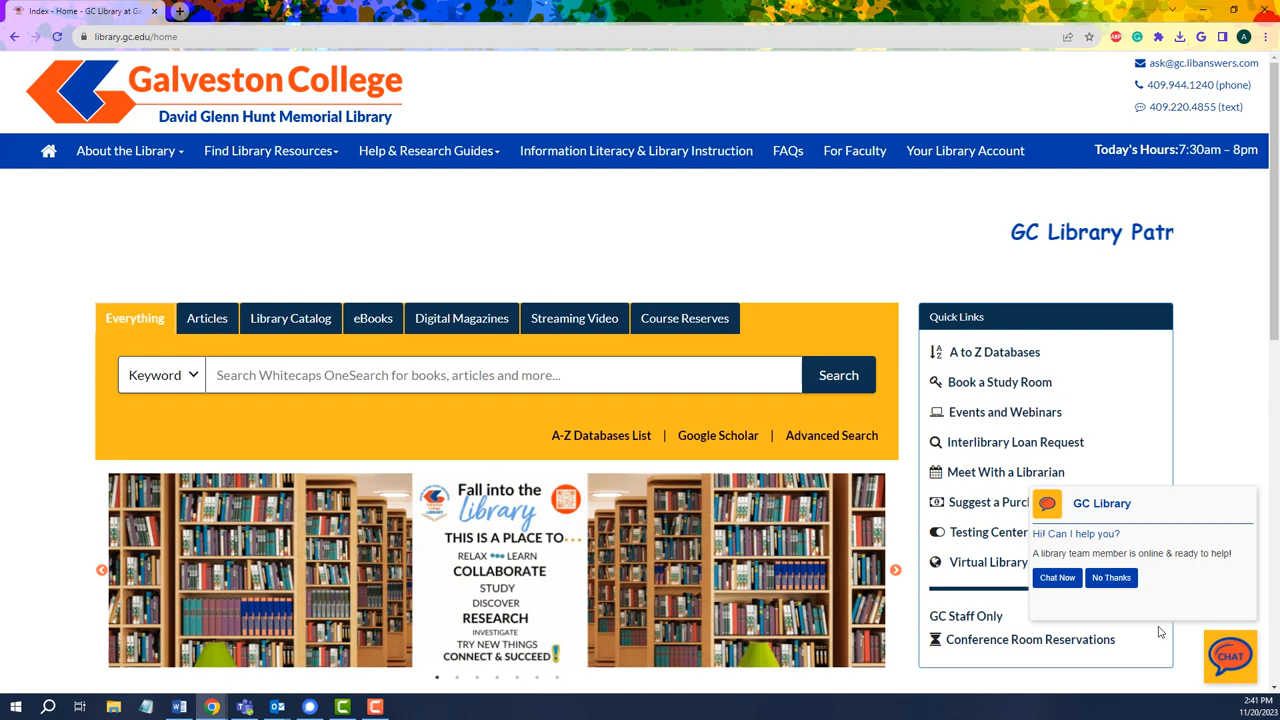 Index - Home - GC Library at Ga
library.gc.edu/home
Galveston College
David Glenn Hunt Memorial Library
ask@gc.libanswers.com
409.944.1240 (phone)
409.220.4855 (text)
About the Library
Find Library Resources
Help & Research Guides
Information Literacy & Library Instruction
FAQs
For Faculty
Your Library Account
Today's Hours:7:30am – 8pm
GC Library Patr
Everything
Articles
Library Catalog
eBooks
Digital Magazines
Streaming Video
Course Reserves
Keyword
Search Whitecaps OneSearch for books, articles and more...
Search
A-Z Databases List | Google Scholar | Advanced Search
Fall into the
Library
THIS IS A PLACE TO...
RELAX LEARN
COLLABORATE
STUDY
DISCOVER
RESEARCH
INVESTIGATE
TRY NEW THINGS
CONNECT & SUCCEED!
Quick Links
A to Z Databases
Book a Study Room
Events and Webinars
Interlibrary Loan Request
Meet With a Librarian
Suggest a Purc
Testing Center
Virtual Library
GC Staff Only
Conference Room Reservations
GC Library
Hi! Can I help you?
A library team member is online & ready to help!
Chat Now
No Thanks
CHAT
2:41 PM
11/20/2023